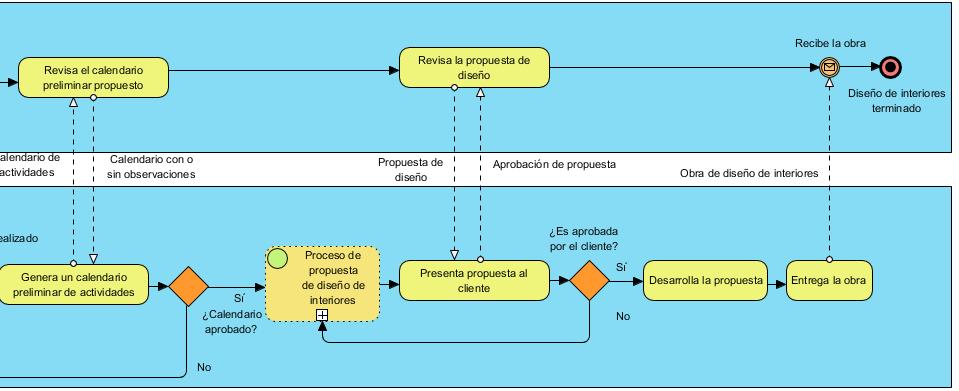 Revisa el calendario
preliminar propuesto
Revisa la propuesta de
diseño
Recibe la obra
Diseño de interiores
terminado
alendario de
actividades
Calendario con o
sin observaciones
Propuesta de
diseño
Aprobación de propuesta
Obra de diseño de interiores
ealizado
Genera un calendario
preliminar de actividades
Sí
¿Calendario
aprobado?
No
Proceso de
propuesta
de diseño de
interiores
Presenta propuesta al
cliente
¿Es aprobada
por el cliente?
Sí
No
Desarrolla la propuesta
Entrega la obra